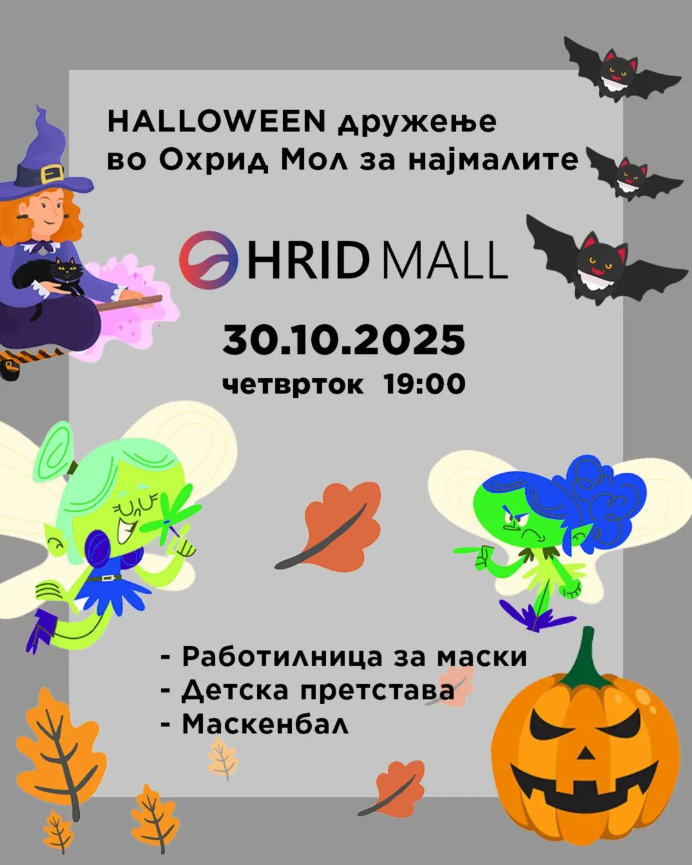 HALLOWEEN дружење
во Охрид Мол за најмалите
OHRID MALL
30.10.2025
четврток 19:00
- Работилница за маски
- Детска претстава
- Маскенбал